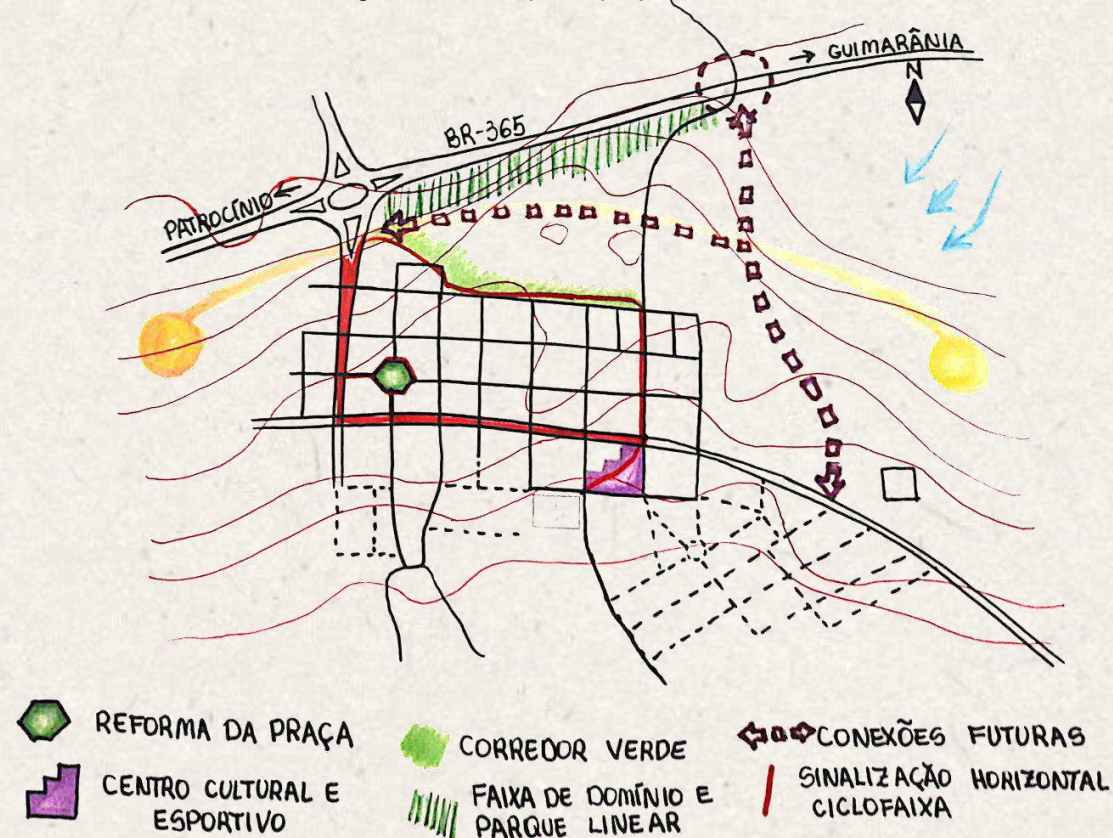 GUIMARÂNIA
N
BR-365
PATROCÍNIO
REFORMA DA PRAÇA
CENTRO CULTURAL E
ESPORTIVO
CORREDOR VERDE
FAIXA DE DOMÍNIO E
PARQUE LINEAR
CONEXÕES FUTURAS
SINALIZAÇÃO HORIZONTAL
CICLOFAIXA